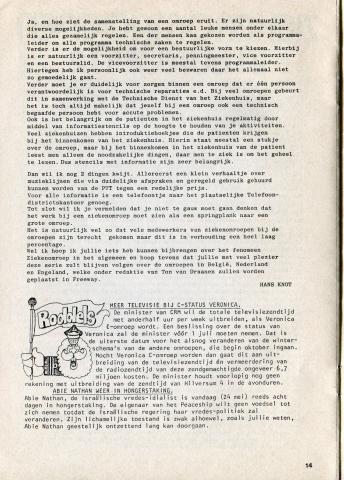 Ja, en hoe ziet de samenstelling van een omroep eruit. Er zijn natuurlijk
diverse mogelijkheden. Je hebt gewoon een aantal leuke mensen onder elkaar
die alles gezamelijk regelen. Een der mensen kan gekozen worden als programma-
leider om alle programma technische zaken te regelen.
Verder is er de mogelijkheid om voor een bestuurlijke vorm te kiezen. Hierbij
is er natuurlijk een voorzitter, secretaris, penningmeester, vice voorzitter
en een bestuurslid. De vicevoorzitter is meestal tevens programmaleider.
Hiertegen heb ik persoonlijk ook weer veel bezwaren daar het allemaal niet
zo gemoedelijk gaat.
Verder moet je er duidelijk voor zorgen binnen een omroep dat er één persoon
verantwoordelijk is voor technische reparaties e.d. Bij veel omroepen gebeurt
dit in samenwerking met de Technische Dienst van het Ziekenhuis, maar
het is toch altijd makkelijk dat jezelf bij een omroep ook een technisch
begaafde persoon hebt voor acute problemen.
Ook is het belangrijk om de patienten in het ziekenhuis regelmatig door
middel van informatiestencils op de hoogte te houden van je aktiviteiten.
Veel ziekenhuizen hebben introduktieboekjes die de patienten krijgen
bij het binnenkomen van het ziekenhuis. Hierin staat meestal een stukje
over de omroep, maar bij het binnenkomen in het ziekenhuis van de patient
leest men alleen de noodzakelijke dingen, daar men te ziek is om het geheel
te lezen. Dus stencils met informatie zijn zeer belangrijk.
Dan wil ik nog 2 dingen kwijt. Allereerst een klein verhaaltje over
muzieklijnen die via duidelijke afspraken en geregeld gebruik gehuurd
kunnen worden van de PTT tegen een redelijke prijs.
Voor alle informatie is een telefoontje naar het plaatselijke Telefoon-
districtskantoor genoeg.
Tot slot wil ik je vermelden dat je niet te gauw moet gaan denken dat
het werk bij een ziekenomroep moet zien als een springplank naar een
grote omroep.
Het is natuurlijk wel zo dat vele medewerkers van ziekenomroepen bij de
omroepen zijn terecht gekomen maar dit is in verhouding een heel laag
percentage.
Wel ik hoop ik jullie iets heb kunnen bijbrengen over het fenomeen
Ziekenomroep in het algemeen en hoop tevens dat jullie met veel plezier
deze serie zult blijven volgen over de omroepen in België, Nederland
en Engeland, welke onder redaktie van Ton van Draanen zullen worden
geplaatst in Freewave.
HANS KNOT
Rookies
MEER TELEVISIE BIJ C-STATUS VERONICA.
De minister van CRM wil de totale televisiezendtijd
met anderhalf uur per week uitbreiden, als Veronica
C-omroep wordt. Een beslissing over de status van
Veronica zal de minister vóór 1 juli moeten nemen. Dat is
de uiterste datum voor het alsnog veranderen van de winter-
schema's van de andere omroepen, die begin oktober ingaan.
Mocht Veronica C-omroep worden dan gaat dit aan uit-
breiding van de televisiezendtijd en vermeerdering van
de radiozendtijd van deze zendgemachtigde ongeveer 6,7
miljoen kosten. De minister houdt voorlopig nog geen
rekening met uitbreiding van de zendtijd van Hilversum 4 in de avonduren.
ABIE NATHAN WEER IN HONGERSTAKING.
Abie Nathan, de Israëlische vredes-idialist is vandaag (24 mei) reeds acht
dagen in hongerstaking. De eigenaar van het Peaceship wilt geen voedsel tot
zich nemen totdat de Israëlische regering haar vredes-politiek zal
veranderen. Zijn lichamelijke toestand is zwak alhoewel, zoals jullie weten,
Abie Nathan geestelijk ontzettend lang kan doorgaan.
14